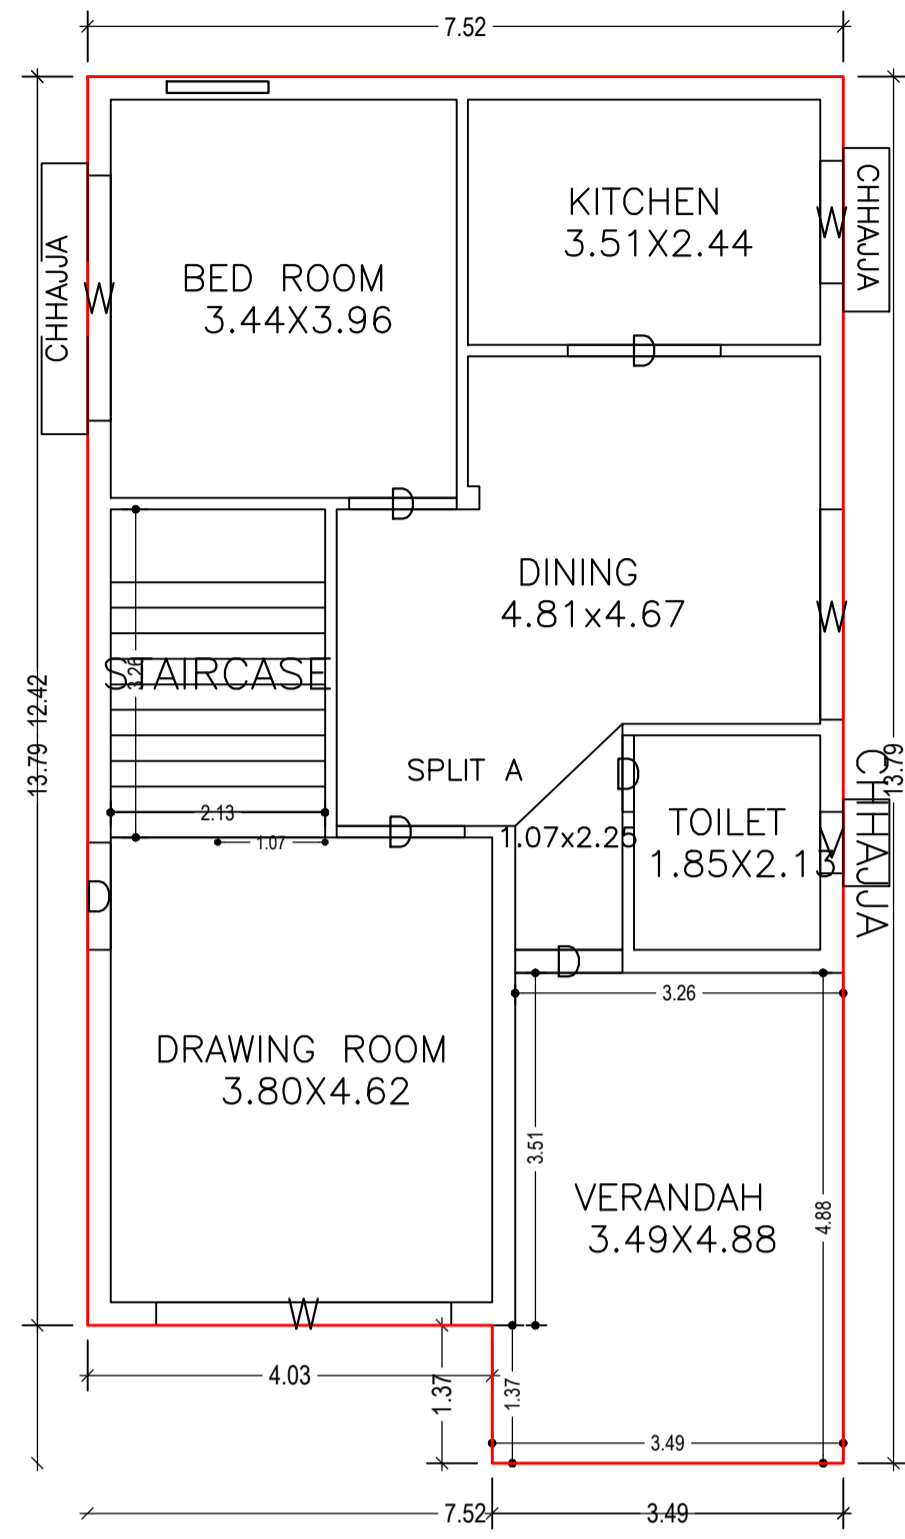 7.52
KITCHEN
3.51X2.44
CHHAJJA
W
CHHAJJA
W
BED ROOM
3.44X3.96
D
D
DINING
4.81x4.67
W
STAIRCASE
3.26
13.79
12.42
13.79
CHHAJJA
SPLIT A
D
TOILET
1.85X2.13
V
2.13
1.07
D
1.07x2.25
D
D
3.26
DRAWING ROOM
3.80X4.62
3.51
VERANDAH
3.49X4.88
4.88
W
4.03
1.37
1.37
3.49
7.52
3.49